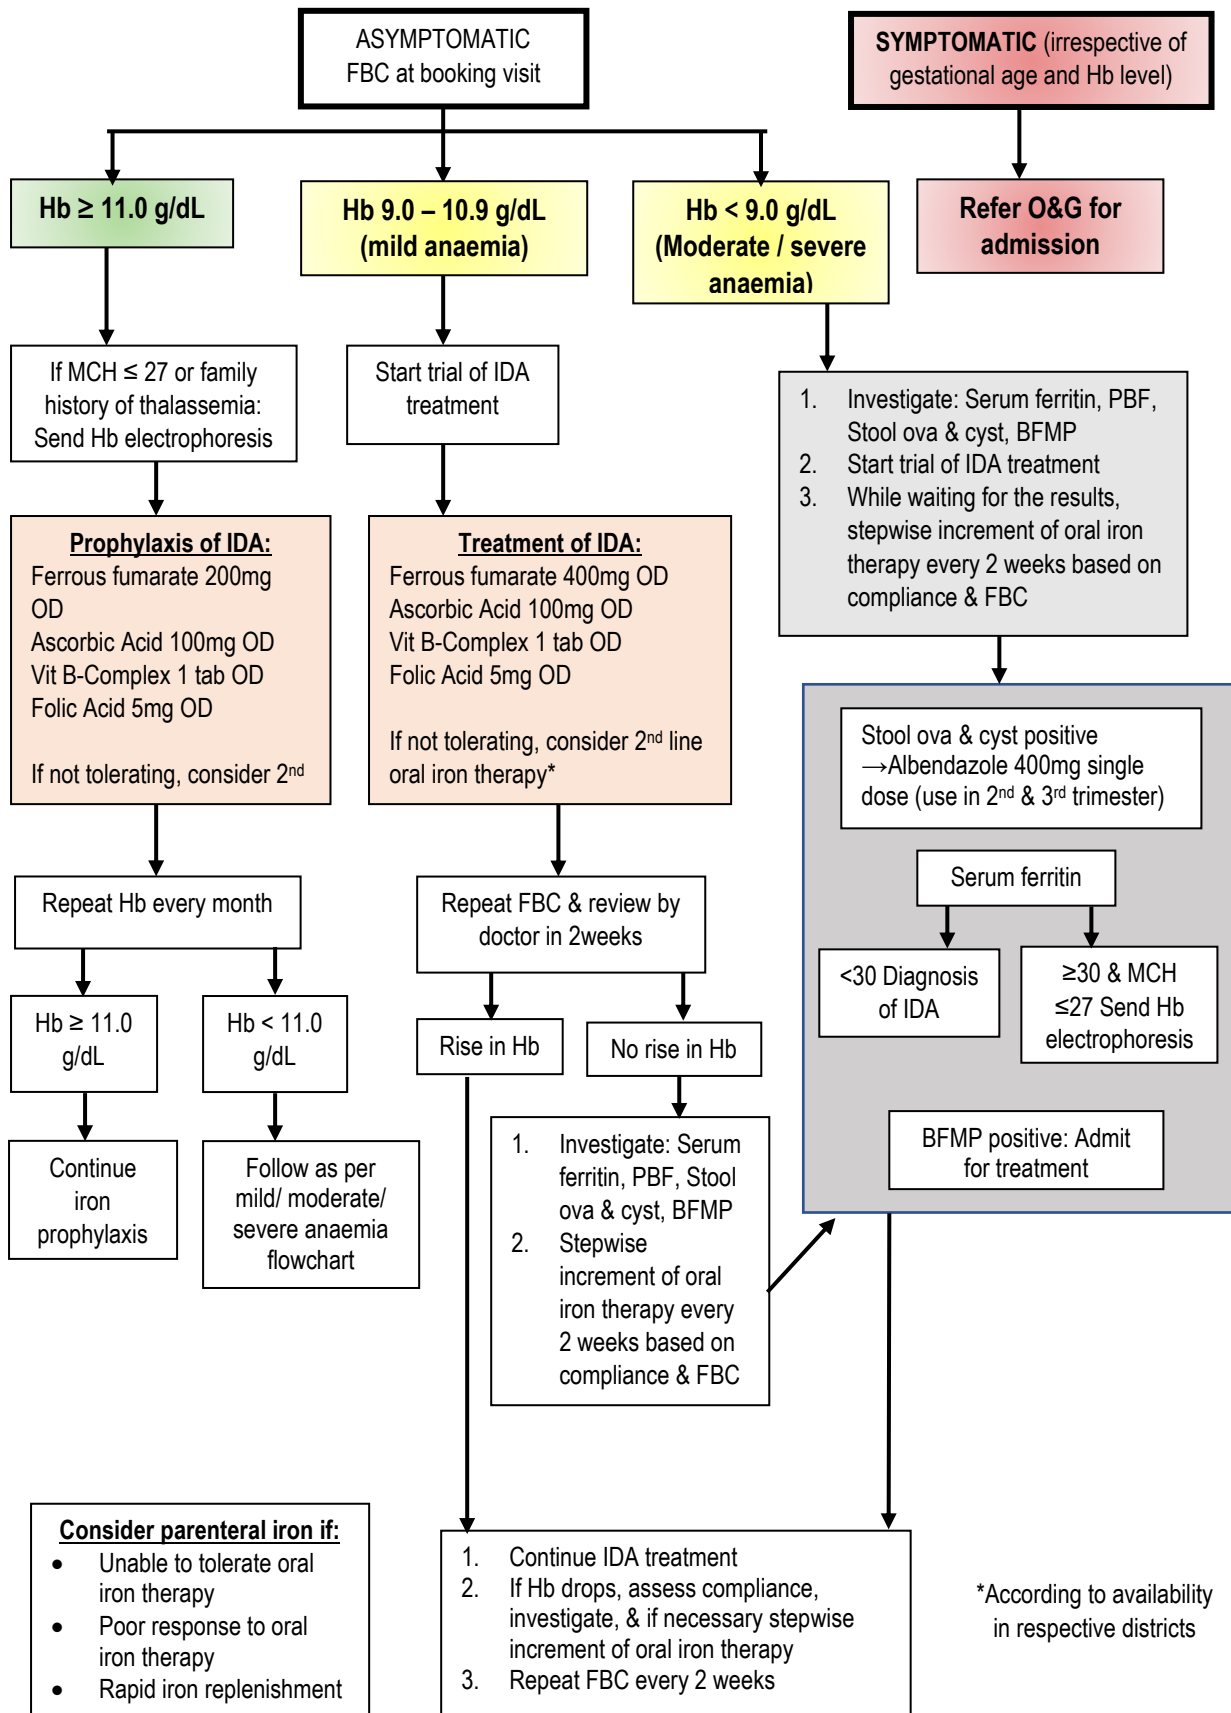 ASYMPTOMATIC
FBC at booking visit
SYMPTOMATIC (irrespective of
gestational age and Hb level)
Hb ≥ 11.0 g/dL
Hb 9.0 – 10.9 g/dL
(mild anaemia)
Hb < 9.0 g/dL
(Moderate / severe
anaemia)
Refer O&G for
admission
If MCH ≤ 27 or family
history of thalassemia:
Send Hb electrophoresis
Start trial of IDA
treatment
1. Investigate: Serum ferritin, PBF,
Stool ova & cyst, BFMP
2. Start trial of IDA treatment
3. While waiting for the results,
stepwise increment of oral iron
therapy every 2 weeks based on
compliance & FBC
Prophylaxis of IDA:
Ferrous fumarate 200mg
OD
Ascorbic Acid 100mg OD
Vit B-Complex 1 tab OD
Folic Acid 5mg OD
If not tolerating, consider 2nd
Treatment of IDA:
Ferrous fumarate 400mg OD
Ascorbic Acid 100mg OD
Vit B-Complex 1 tab OD
Folic Acid 5mg OD
If not tolerating, consider 2nd line
oral iron therapy*
Stool ova & cyst positive
→Albendazole 400mg single
dose (use in 2nd & 3rd trimester)
Serum ferritin
<30 Diagnosis
of IDA
≥30 & MCH
≤27 Send Hb
electrophoresis
BFMP positive: Admit
for treatment
Repeat Hb every month
Hb ≥ 11.0
g/dL
Hb < 11.0
g/dL
Continue
iron
prophylaxis
Follow as per
mild/ moderate/
severe anaemia
flowchart
Repeat FBC & review by
doctor in 2weeks
Rise in Hb
No rise in Hb
1. Investigate: Serum
ferritin, PBF, Stool
ova & cyst, BFMP
2. Stepwise
increment of oral
iron therapy every
2 weeks based on
compliance & FBC
Consider parenteral iron if:
• Unable to tolerate oral
iron therapy
• Poor response to oral
iron therapy
• Rapid iron replenishment
1. Continue IDA treatment
2. If Hb drops, assess compliance,
investigate, & if necessary stepwise
increment of oral iron therapy
3. Repeat FBC every 2 weeks
*According to availability
in respective districts